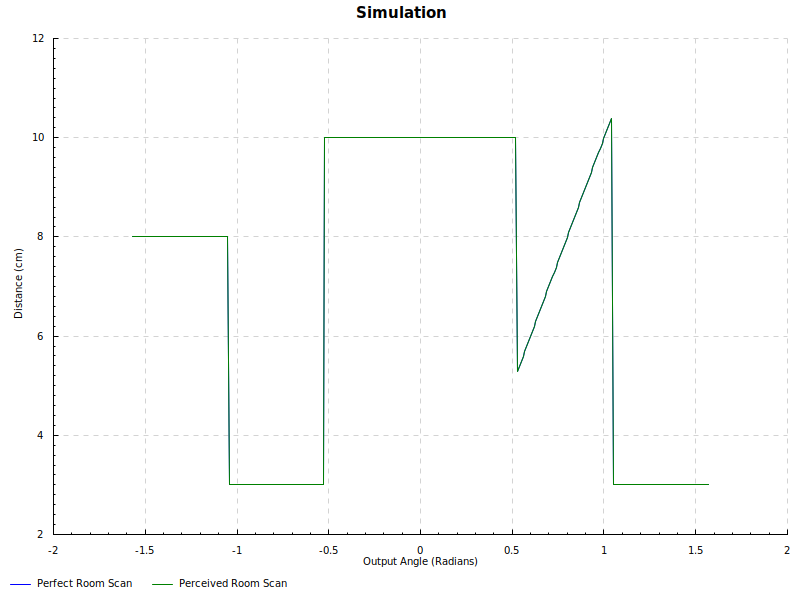 Simulation
12
10
8
6
4
2
Distance (cm)
-2 -1.5 -1 -0.5 0 0.5 1 1.5 2
Output Angle (Radians)
Perfect Room Scan Perceived Room Scan